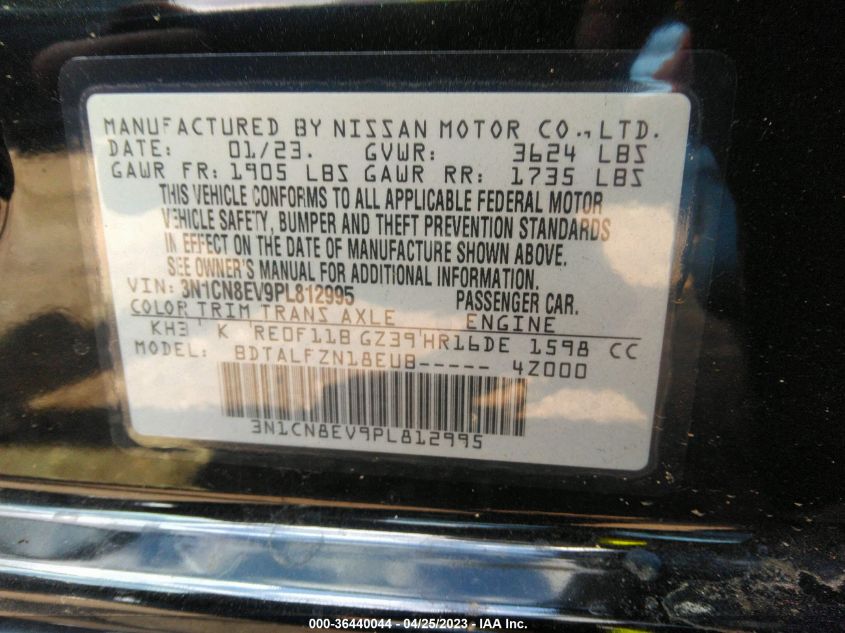 MANUFACTURED BY NISSAN MOTOR CO., LTD.
DATE: 01/23. GVWR: 3624 LBS
GAWR FR: 1905 LBS GAWR RR: 1735 LBS
THIS VEHICLE CONFORMS TO ALL APPLICABLE FEDERAL MOTOR
VEHICLE SAFETY, BUMPER AND THEFT PREVENTION STANDARDS
IN EFFECT ON THE DATE OF MANUFACTURE SHOWN ABOVE.
SEE OWNER'S MANUAL FOR ADDITIONAL INFORMATION.
VIN: 3N1CN8EV9PL812995 PASSENGER CAR.
COLOR TRIM TRANS AXLE ENGINE
KH3 K RE0F11B GZ39 HR16DE 1598 CC
MODEL: BDTALFZN18EUB----- 4Z000
3N1CN8EV9PL812995
000-36440044 - 04/25/2023 - IAA Inc.